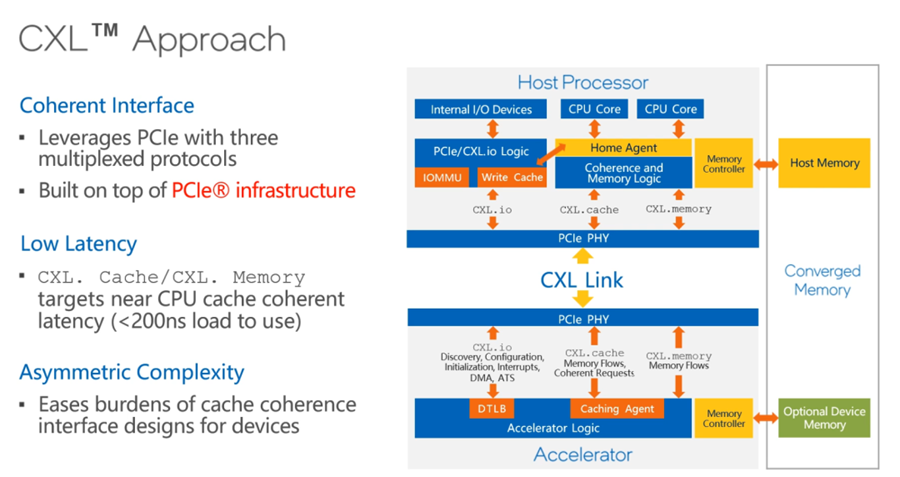 CXL™ Approach
Coherent Interface
▪ Leverages PCIe with three
multiplexed protocols
▪ Built on top of PCIe® infrastructure
Low Latency
▪ CXL. Cache/CXL. Memory
targets near CPU cache coherent
latency (<200ns load to use)
Asymmetric Complexity
▪ Eases burdens of cache coherence
interface designs for devices
Host Processor
Internal I/O Devices
CPU Core
CPU Core
PCIe/CXL.io Logic
IOMMU
Write Cache
Home Agent
Coherence and
Memory Logic
Memory
Controller
Host Memory
CXL.io
CXL.cache
CXL.memory
PCIe PHY
CXL Link
Converged
Memory
PCIe PHY
CXL.io
Discovery, Configuration,
Initialization, Interrupts,
DMA, ATS
CXL.cache
Memory Flows,
Coherent Requests
CXL.memory
Memory Flows
DTLB
Caching Agent
Accelerator Logic
Memory
Controller
Optional Device
Memory
Accelerator